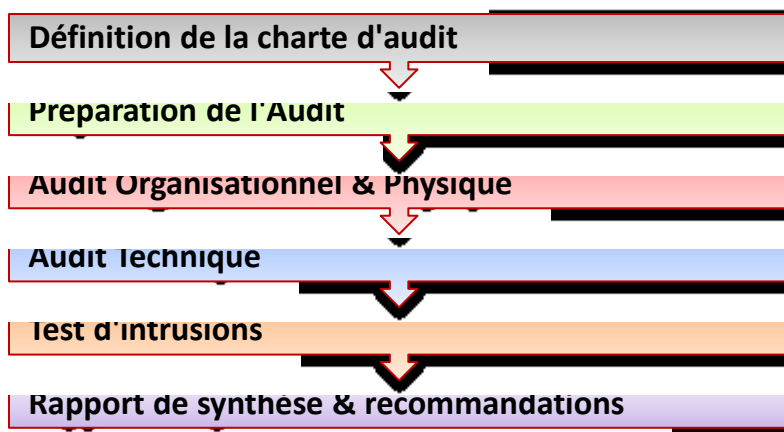 Définition de la charte d'audit
Préparation de l'Audit
Audit Organisationnel & Physique
Audit Technique
Test d'intrusions
Rapport de synthèse & recommandations